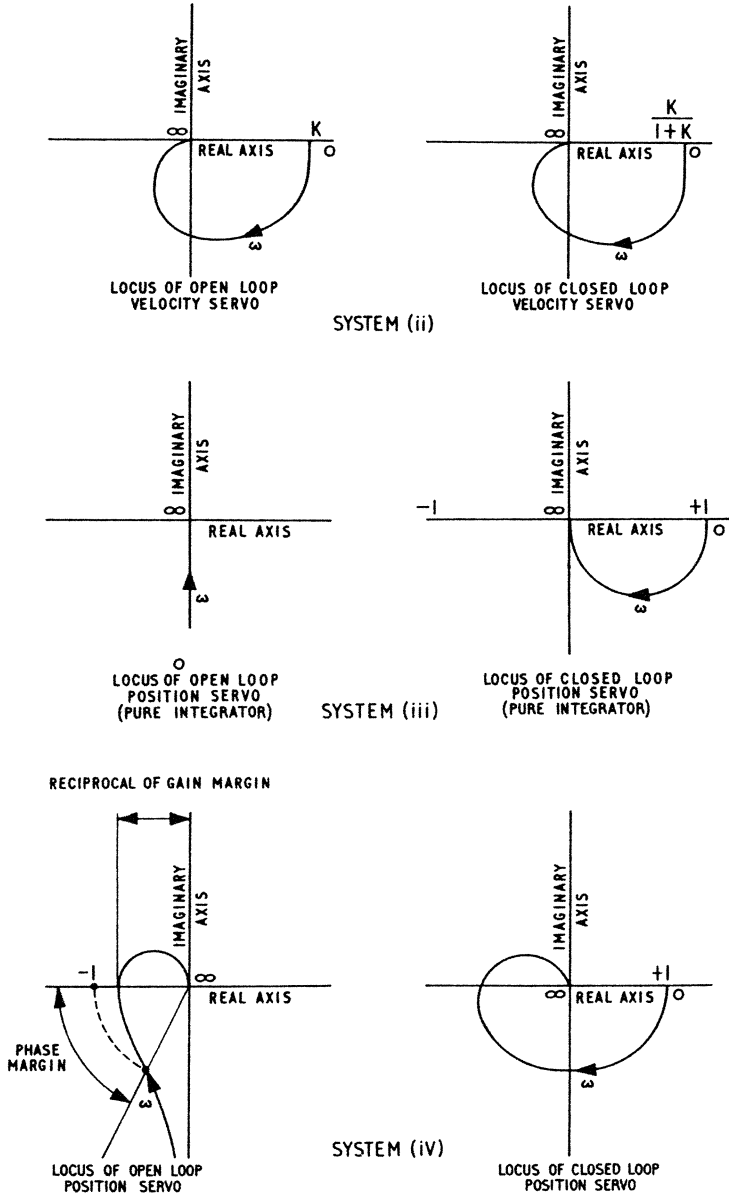 IMAGINARY
AXIS
∞
K
REAL AXIS
O
ω
LOCUS OF OPEN LOOP
VELOCITY SERVO
IMAGINARY
AXIS
∞
K
1+K
REAL AXIS
O
ω
LOCUS OF CLOSED LOOP
VELOCITY SERVO
SYSTEM (ii)
IMAGINARY
AXIS
∞
REAL AXIS
ω
O
LOCUS OF OPEN LOOP
POSITION SERVO
(PURE INTEGRATOR)
IMAGINARY
AXIS
-1
∞
+1
REAL AXIS
O
ω
LOCUS OF CLOSED LOOP
POSITION SERVO
(PURE INTEGRATOR)
SYSTEM (iii)
RECIPROCAL OF GAIN MARGIN
IMAGINARY
AXIS
-1
∞
REAL AXIS
PHASE
MARGIN
ω
LOCUS OF OPEN LOOP
POSITION SERVO
IMAGINARY
AXIS
+1
∞
REAL AXIS
O
ω
LOCUS OF CLOSED LOOP
POSITION SERVO
SYSTEM (iV)